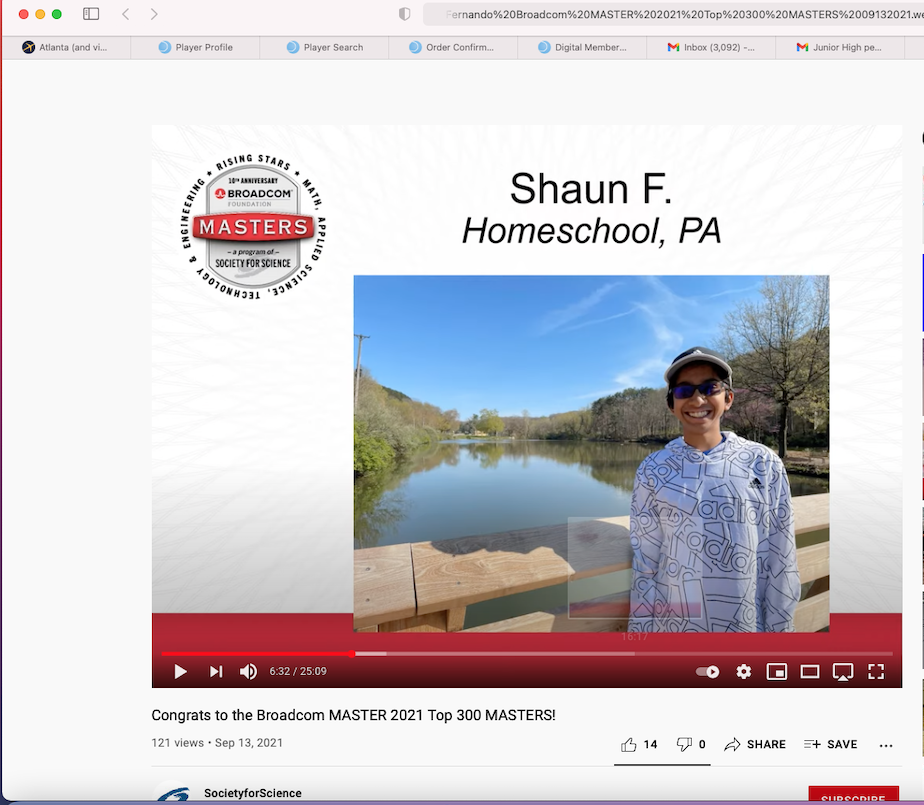 Fernando%20Broadcom%20MASTER%202021%20Top%20300%20MASTERS%2009132021.we
Atlanta (and vi...
Player Profile
Player Search
Order Confirm...
Digital Member...
Inbox (3,092) -...
Junior High pe...
RISING STARS ★ MATH, APPLIED SCIENCE, TECHNOLOGY & ENGINEERING ★
10TH ANNIVERSARY
BROADCOM
FOUNDATION
MASTERS
– a program of –
SOCIETY FOR SCIENCE
Shaun F.
Homeschool, PA
adidas
16:17
6:32 / 25:09
Congrats to the Broadcom MASTER 2021 Top 300 MASTERS!
121 views • Sep 13, 2021
14
0
SHARE
SAVE
SocietyforScience
SUBSCRIBE